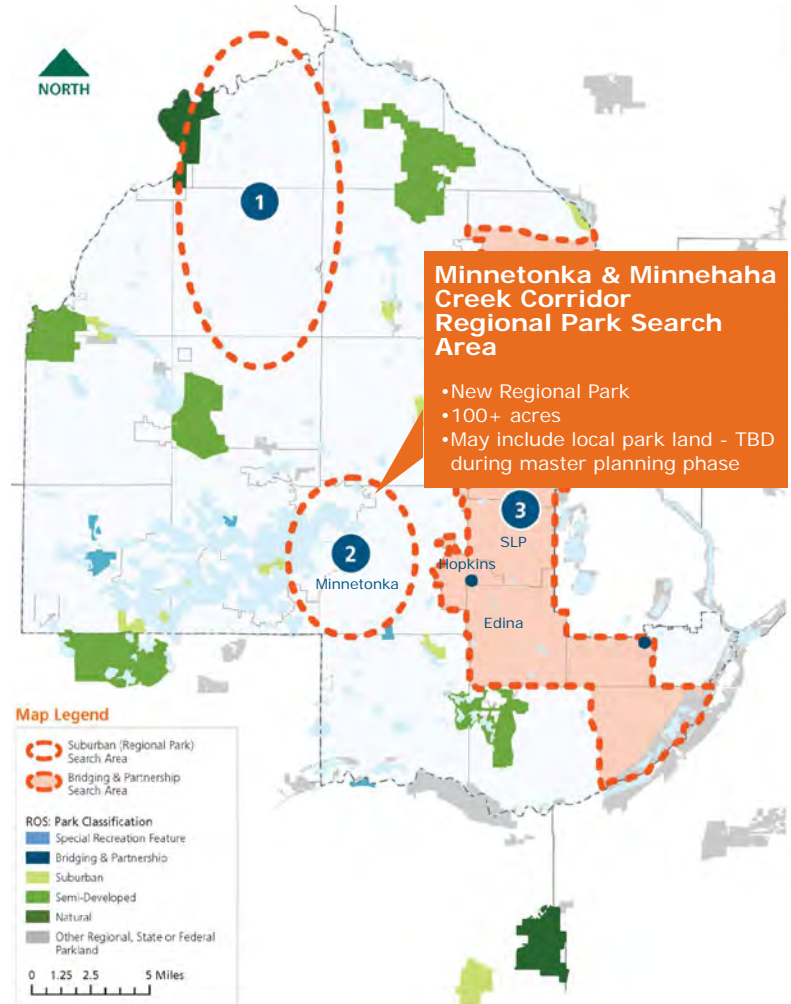 NORTH
1
Minnetonka & Minnehaha
Creek Corridor
Regional Park Search
Area
•New Regional Park
•100+ acres
•May include local park land - TBD
during master planning phase
3
SLP
2
Minnetonka
Hopkins
Edina
Map Legend
Suburban (Regional Park)
Search Area
Bridging & Partnership
Search Area
ROS: Park Classification
Special Recreation Feature
Bridging & Partnership
Suburban
Semi-Developed
Natural
Other Regional, State or Federal
Parkland
0 1.25 2.5 5 Miles